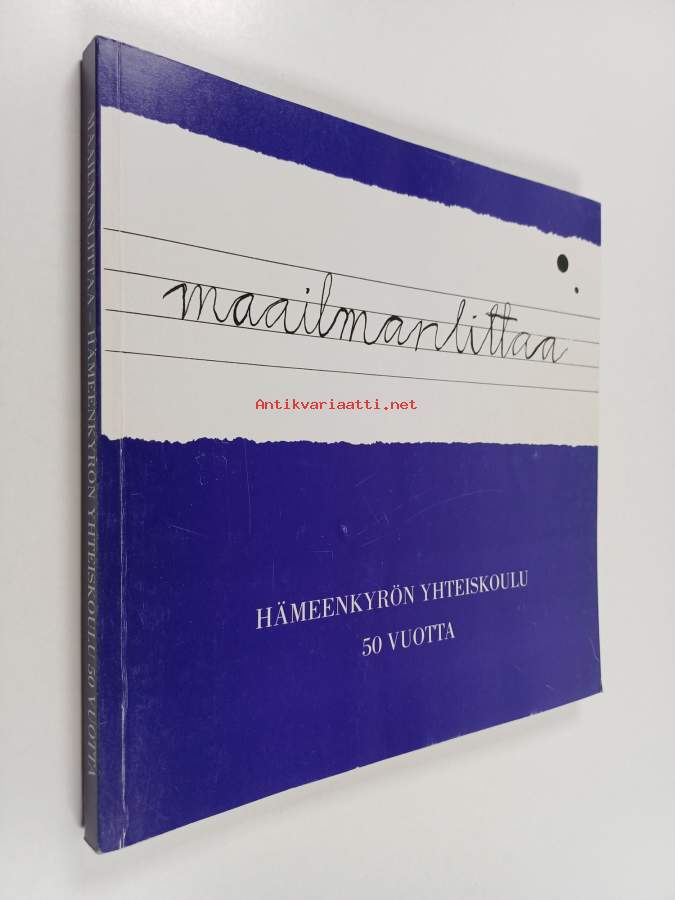 maailmanlittaa
Antikvariaatti.net
HÄMEENKYRÖN YHTEISKOULU
50 VUOTTA
MAAILMANLITTAA – HÄMEENKYRÖN YHTEISKOULU 50 VUOTTA